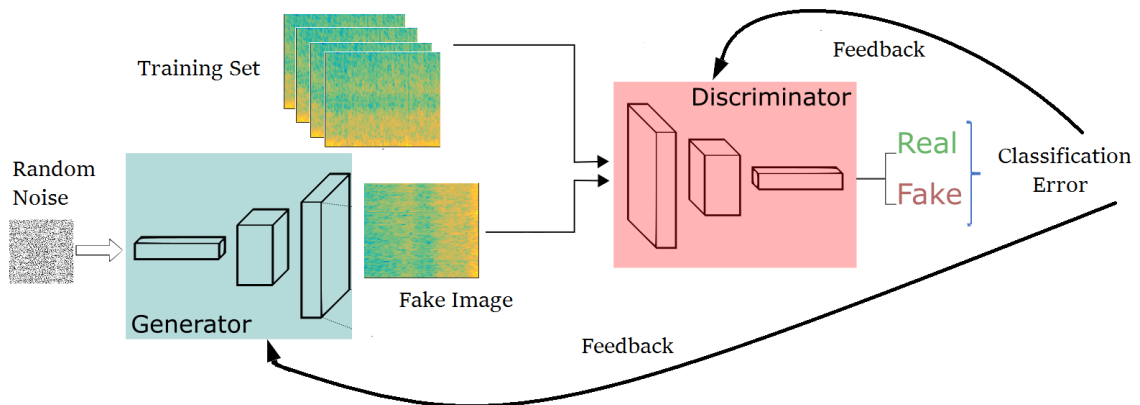 Training Set
Random
Noise
Generator
Fake Image
Discriminator
Real
Fake
Classification
Error
Feedback
Feedback